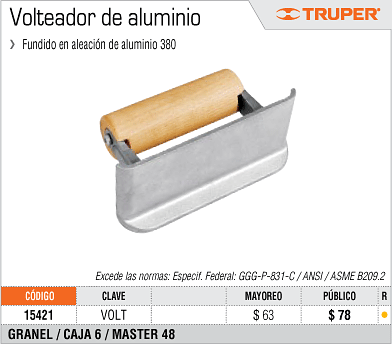 Volteador de aluminio
TRUPER®
› Fundido en aleación de aluminio 380
Excede las normas: Especif. Federal: GGG-P-831-C / ANSI / ASME B209.2
CÓDIGO CLAVE MAYOREO PÚBLICO R
15421 VOLT $ 63 $ 78
GRANEL / CAJA 6 / MASTER 48